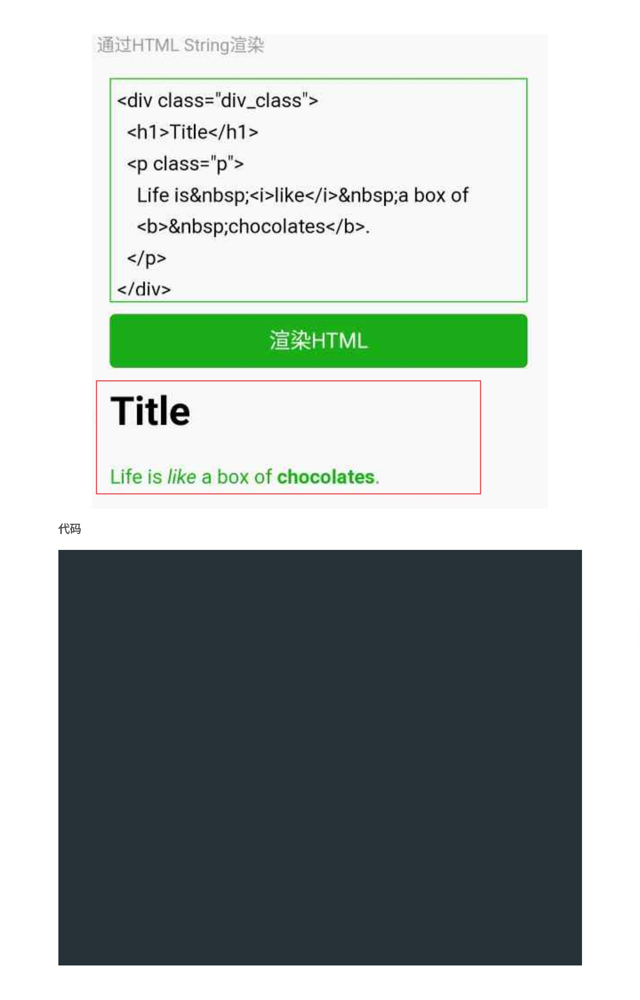 通过HTML String渲染
<div class="div_class">
  <h1>Title</h1>
  <p class="p">
    Life is&nbsp;<i>like</i>&nbsp;a box of
    <b>&nbsp;chocolates</b>.
  </p>
</div>
渲染HTML
Title
Life is like a box of chocolates.
代码